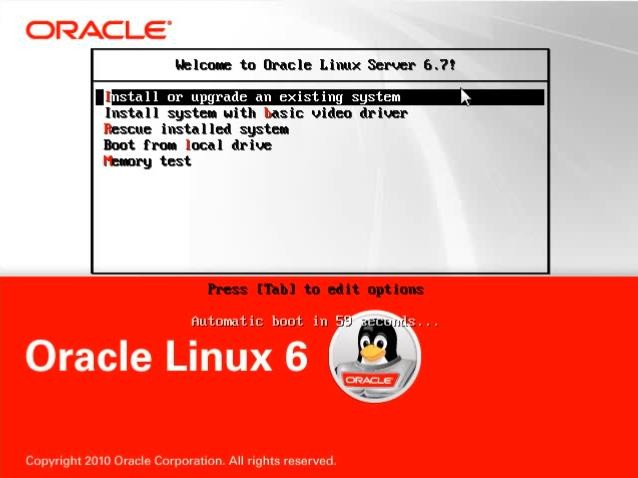 ORACLE
Welcome to Oracle Linux Server 6.7!
Install or upgrade an existing system
Install system with basic video driver
Rescue installed system
Boot from local drive
Memory test
Press [Tab] to edit options
Automatic boot in 59 seconds...
Oracle Linux 6
ORACLE
Copyright 2010 Oracle Corporation. All rights reserved.